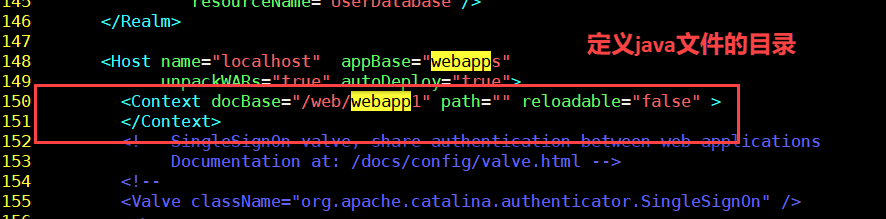 145 resourceName="UserDatabase"/>
146 </Realm>
147
148 <Host name="localhost"  appBase="webapps"
定义java文件的目录
149 unpackWARs="true" autoDeploy="true">
150 <Context docBase="/web/webapp1" path="" reloadable="false" >
151 </Context>
152 <!-- SingleSignOn valve, share authentication between web applications
153 Documentation at: /docs/config/valve.html -->
154 <!--
155 <Valve className="org.apache.catalina.authenticator.SingleSignOn" />
156